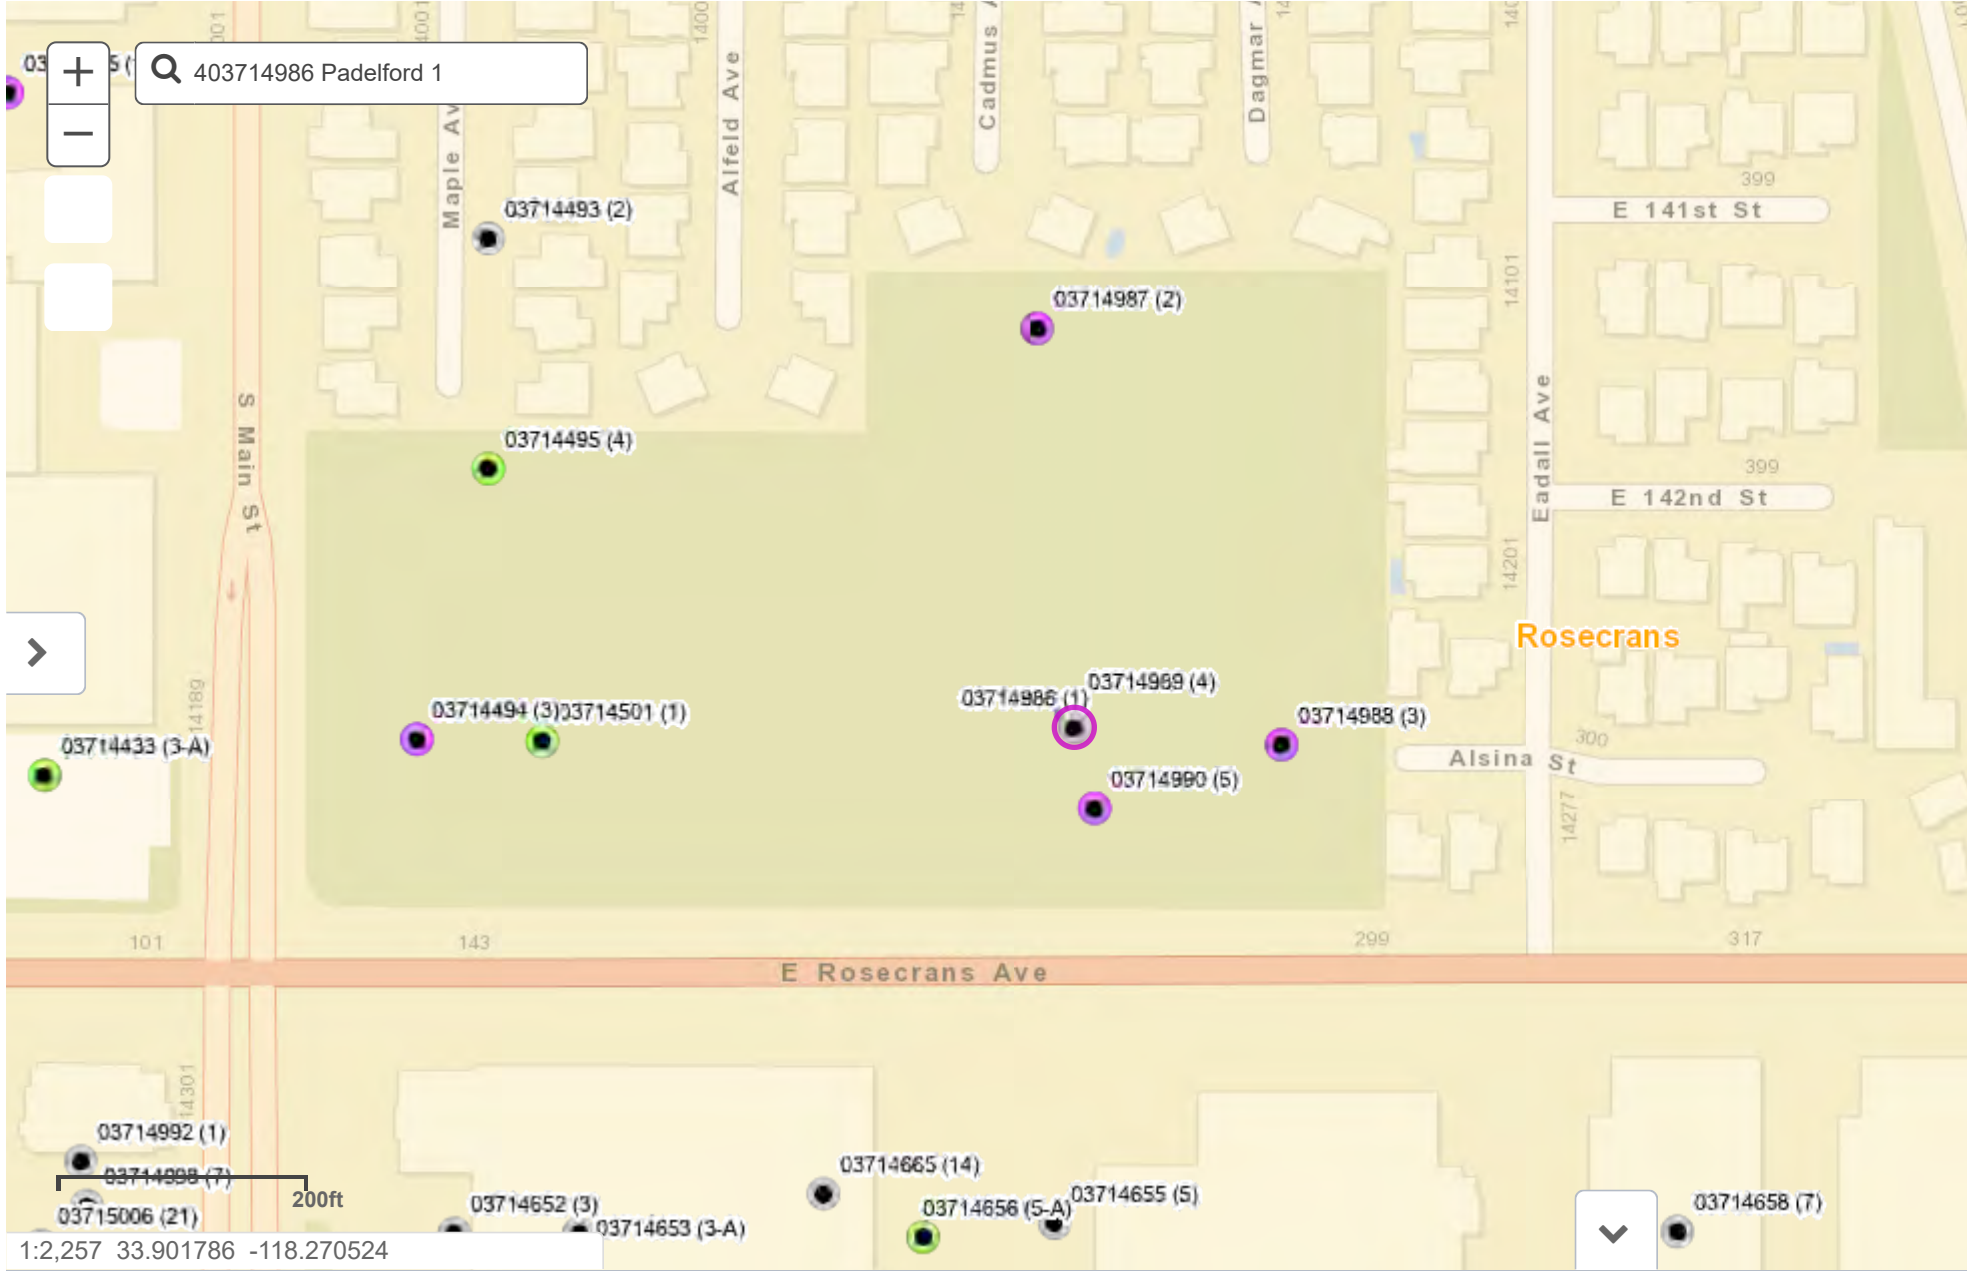 403714986 Padelford 1
Maple Av
Alfeld Ave
Cadmus
Dagmar
399
E 141st St
03714493 (2)
14101
03714987 (2)
S Main St
Eadall Ave
03714495 (4)
399
E 142nd St
14201
Rosecrans
14189
03714989 (4)
03714986 (1)
03714494 (3)
03714501 (1)
03714988 (3)
300
Alsina St
03714433 (3-A)
03714990 (5)
14277
101
143
299
317
E Rosecrans Ave
14301
03714992 (1)
03714998 (7)
03714665 (14)
200ft
03715006 (21)
03714652 (3)
03714653 (3-A)
03714656 (5-A)
03714655 (5)
03714658 (7)
1:2,257 33.901786 -118.270524